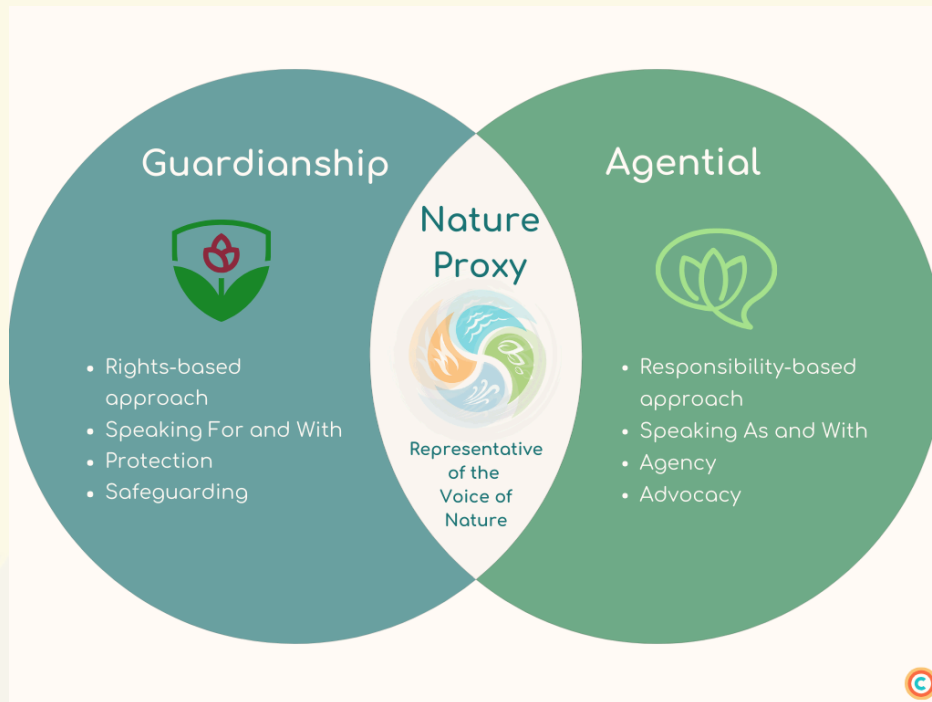 Guardianship
Rights-based
approach
Speaking For and With
Protection
Safeguarding
Nature
Proxy
Representative
of the
Voice of
Nature
Agential
Responsibility-based
approach
Speaking As and With
Agency
Advocacy
C